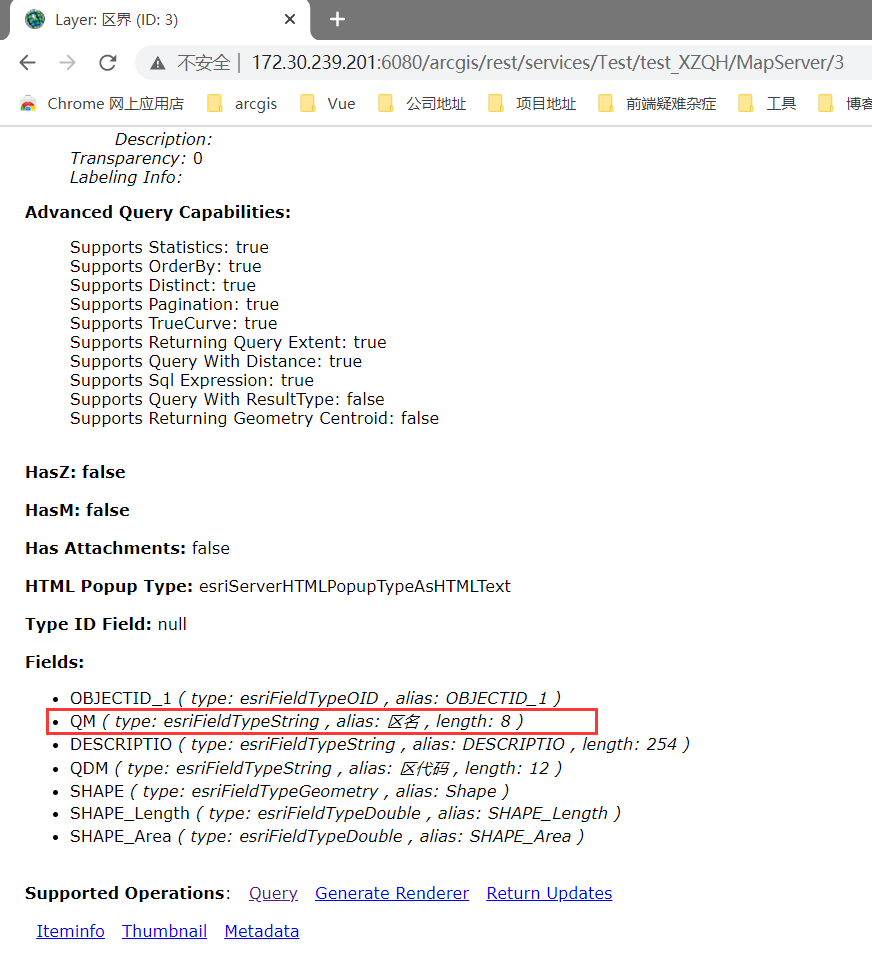 Layer: 区界 (ID: 3)
不安全 | 172.30.239.201:6080/arcgis/rest/services/Test/test_XZQH/MapServer/3
Chrome 网上应用店 arcgis Vue 公司地址 项目地址 前端疑难杂症 工具 博客
Description:
Transparency: 0
Labeling Info:
Advanced Query Capabilities:
Supports Statistics: true
Supports OrderBy: true
Supports Distinct: true
Supports Pagination: true
Supports TrueCurve: true
Supports Returning Query Extent: true
Supports Query With Distance: true
Supports Sql Expression: true
Supports Query With ResultType: false
Supports Returning Geometry Centroid: false
HasZ: false
HasM: false
Has Attachments: false
HTML Popup Type: esriServerHTMLPopupTypeAsHTMLText
Type ID Field: null
Fields:
• OBJECTID_1 ( type: esriFieldTypeOID , alias: OBJECTID_1 )
• QM ( type: esriFieldTypeString , alias: 区名 , length: 8 )
• DESCRIPTIO ( type: esriFieldTypeString , alias: DESCRIPTIO , length: 254 )
• QDM ( type: esriFieldTypeString , alias: 区代码 , length: 12 )
• SHAPE ( type: esriFieldTypeGeometry , alias: Shape )
• SHAPE_Length ( type: esriFieldTypeDouble , alias: SHAPE_Length )
• SHAPE_Area ( type: esriFieldTypeDouble , alias: SHAPE_Area )
Supported Operations: Query Generate Renderer Return Updates
Iteminfo Thumbnail Metadata